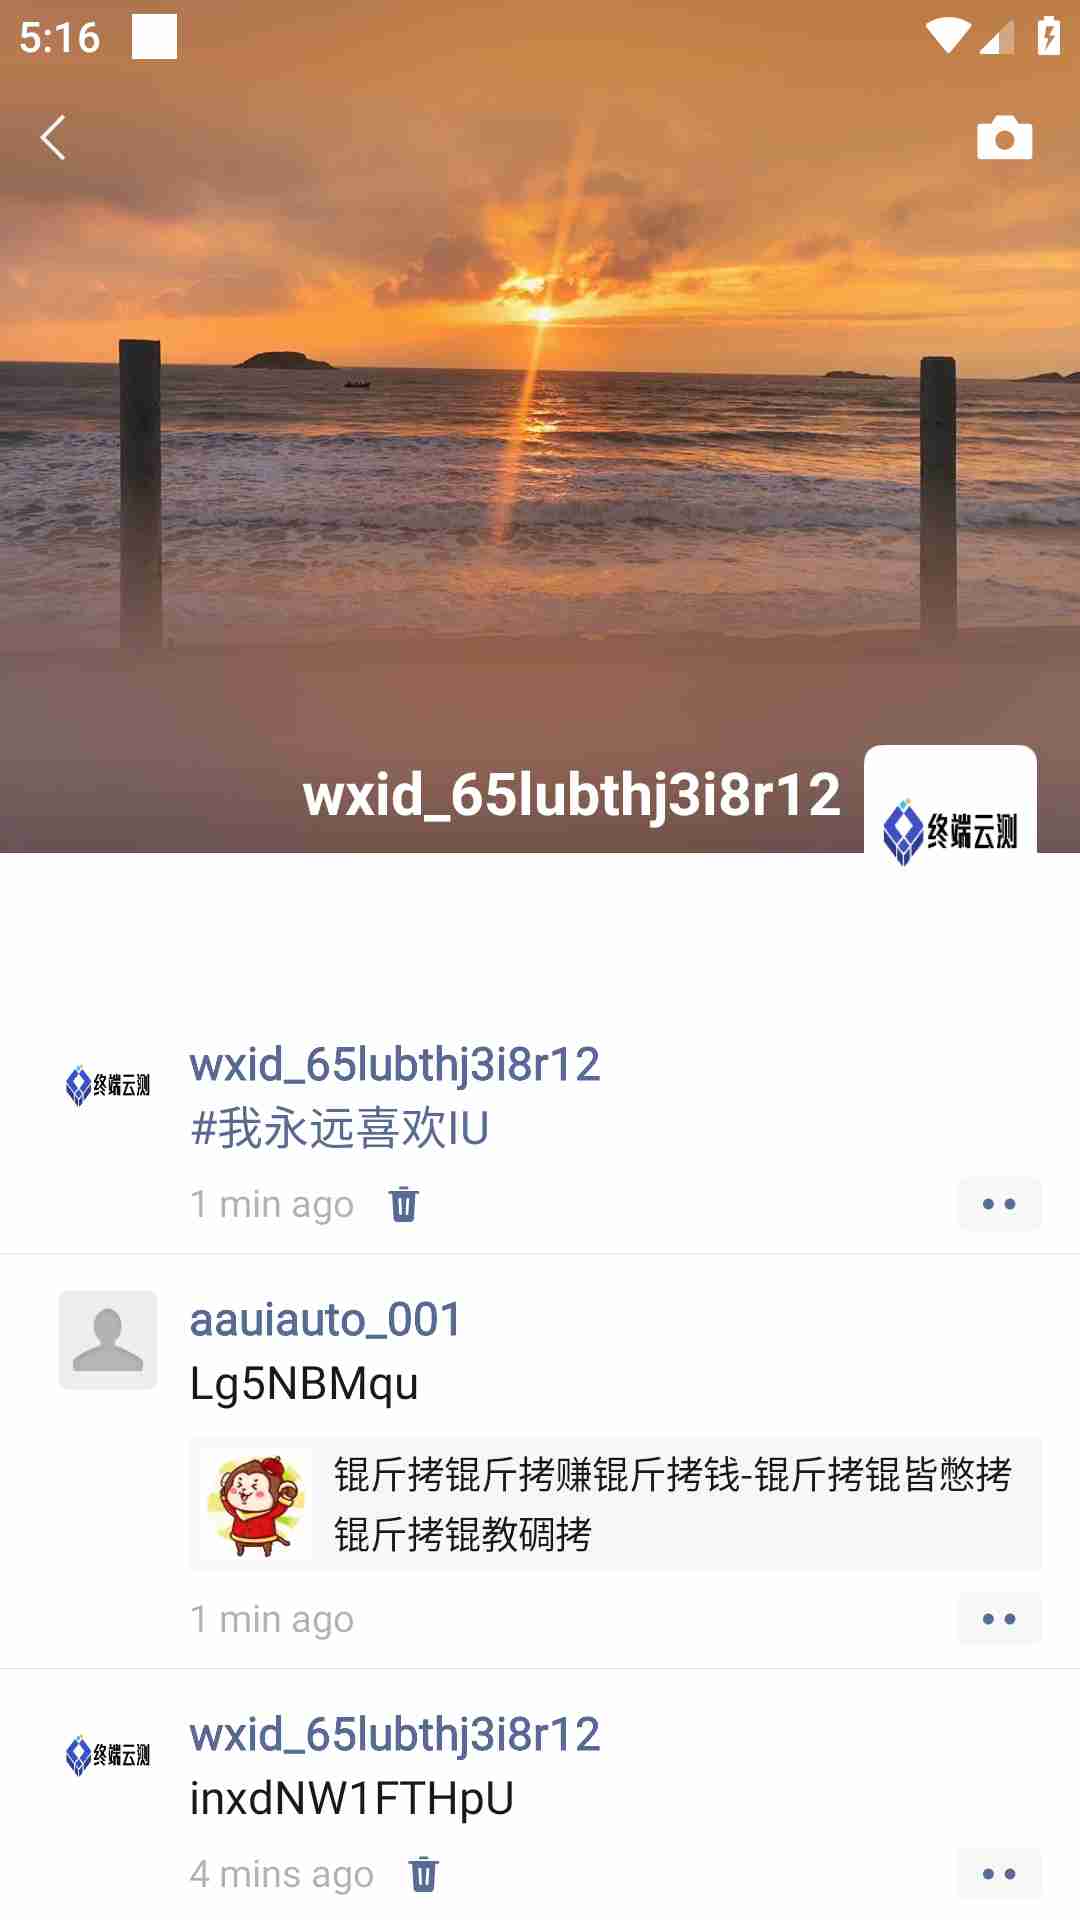 5:16
wxid_65lubthj3i8r12
终端云测
终端云测
wxid_65lubthj3i8r12
#我永远喜欢IU
1 min ago
aauiauto_001
Lg5NBMqu
锟斤拷锟斤拷赚锟斤拷钱-锟斤拷锟皆憋拷
锟斤拷锟教碉拷
1 min ago
终端云测
wxid_65lubthj3i8r12
inxdNW1FTHpU
4 mins ago